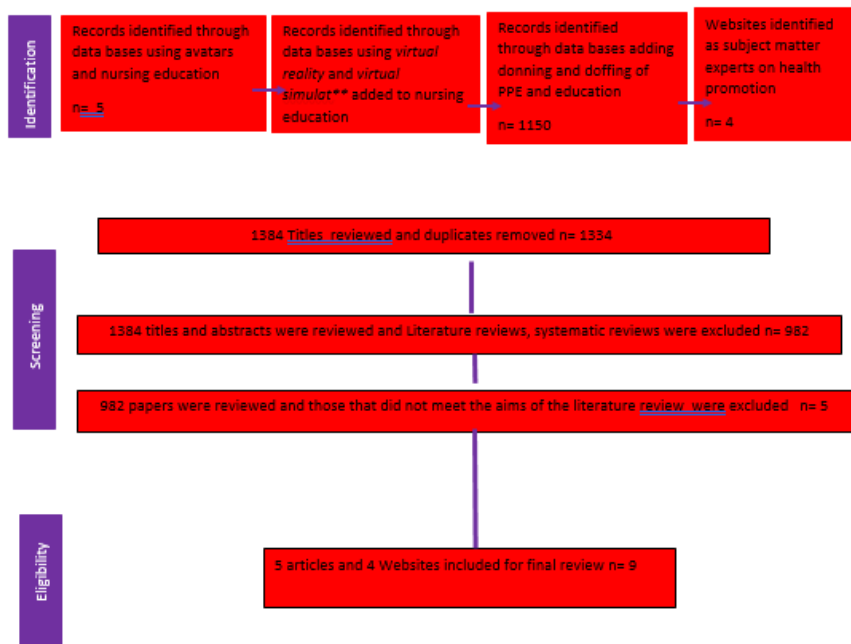 Identification
Records identified through
data bases using avatars
and nursing education
n= 5
Records identified through
data bases using virtual
reality and virtual
simulat** added to nursing
education
Records identified
through data bases adding
donning and doffing of
PPE and education
n= 1150
Websites identified
as subject matter
experts on health
promotion
n= 4
Screening
1384 Titles reviewed and duplicates removed n= 1334
1384 titles and abstracts were reviewed and Literature reviews, systematic reviews were excluded n= 982
982 papers were reviewed and those that did not meet the aims of the literature review were excluded n= 5
Eligibility
5 articles and 4 Websites included for final review n= 9